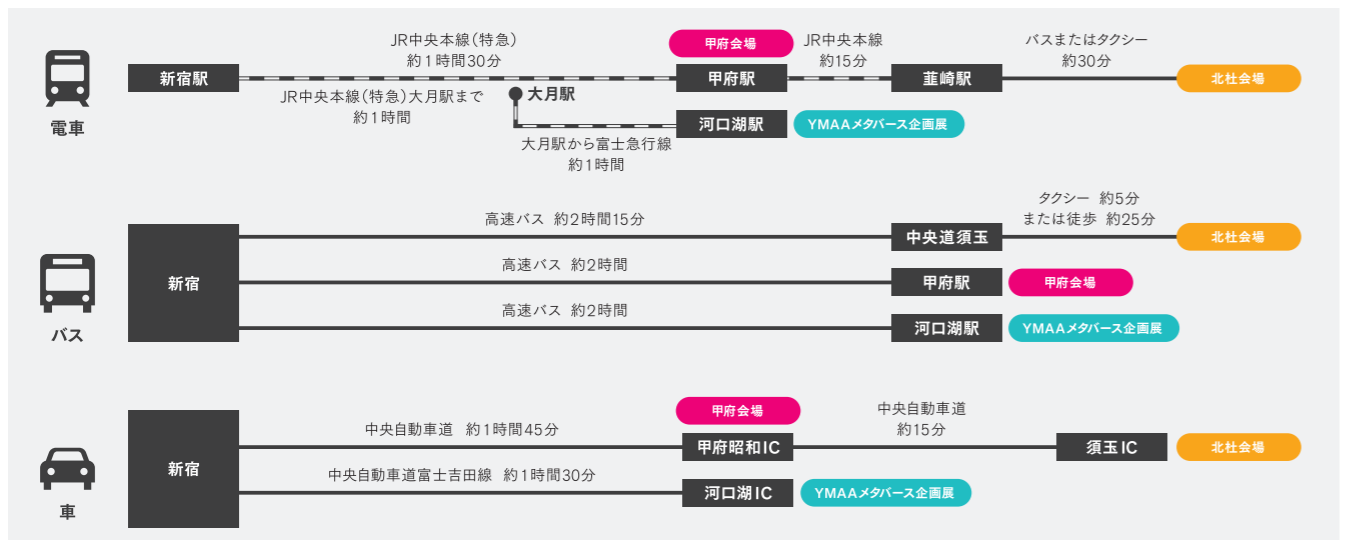 電車
新宿駅
JR中央本線（特急）
約1時間30分
JR中央本線（特急）大月駅まで
約1時間
大月駅
大月駅から富士急行線
約1時間
甲府会場
甲府駅
河口湖駅
YMAAメタバース企画展
JR中央本線
約15分
韮崎駅
バスまたはタクシー
約30分
北杜会場
バス
新宿
高速バス 約2時間15分
中央道須玉
タクシー 約5分
または徒歩 約25分
北杜会場
高速バス 約2時間
甲府駅
甲府会場
高速バス 約2時間
河口湖駅
YMAAメタバース企画展
車
新宿
中央自動車道 約1時間45分
甲府会場
甲府昭和IC
中央自動車道
約15分
須玉IC
北杜会場
中央自動車道富士吉田線 約1時間30分
河口湖IC
YMAAメタバース企画展